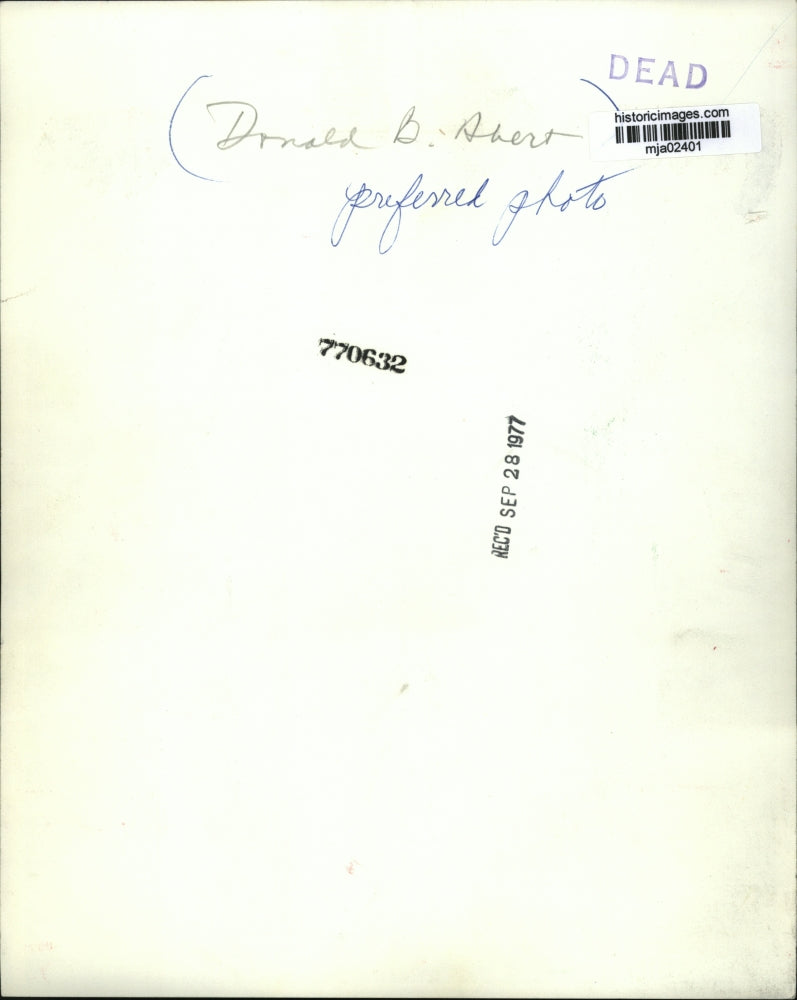 DEAD
(Donald B. Abert)
historicimages.com
mja02401
preferred photo
770632
REC'D SEP 28 1977